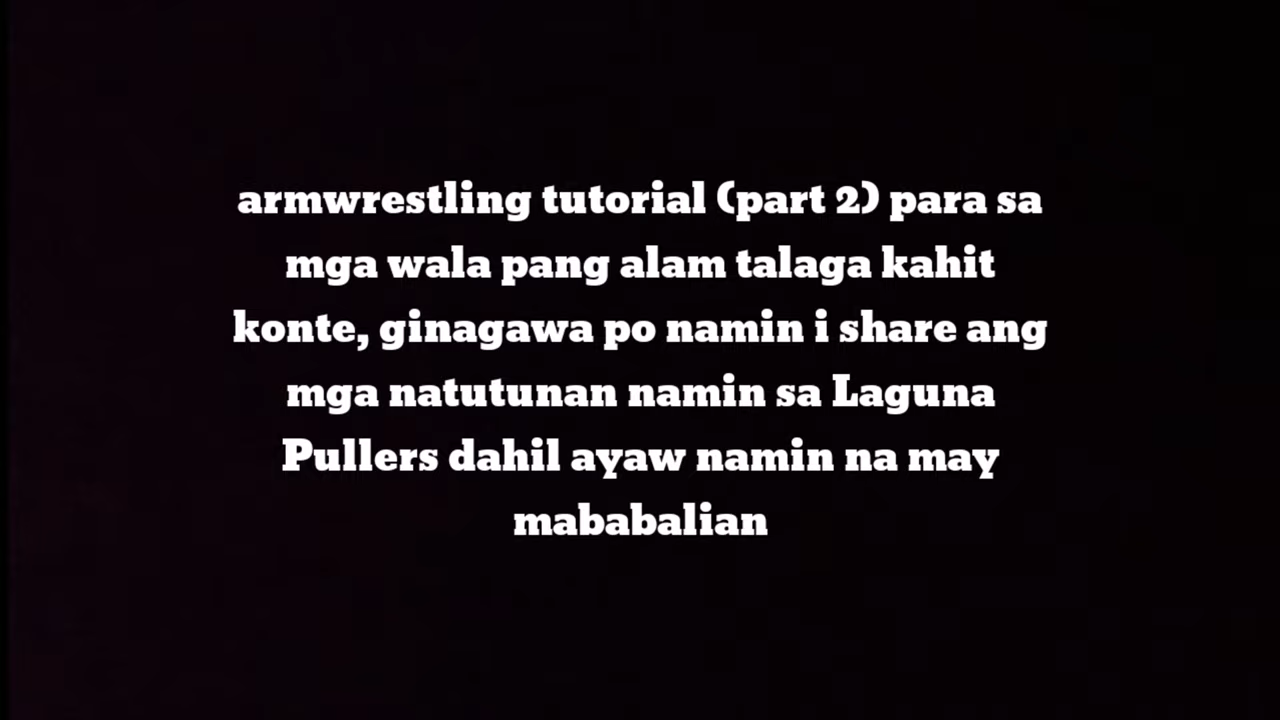 armwrestling tutorial (part 2) para sa
mga wala pang alam talaga kahit
konte, ginagawa po namin i share ang
mga natutunan namin sa Laguna
Pullers dahil ayaw namin na may
mababalian